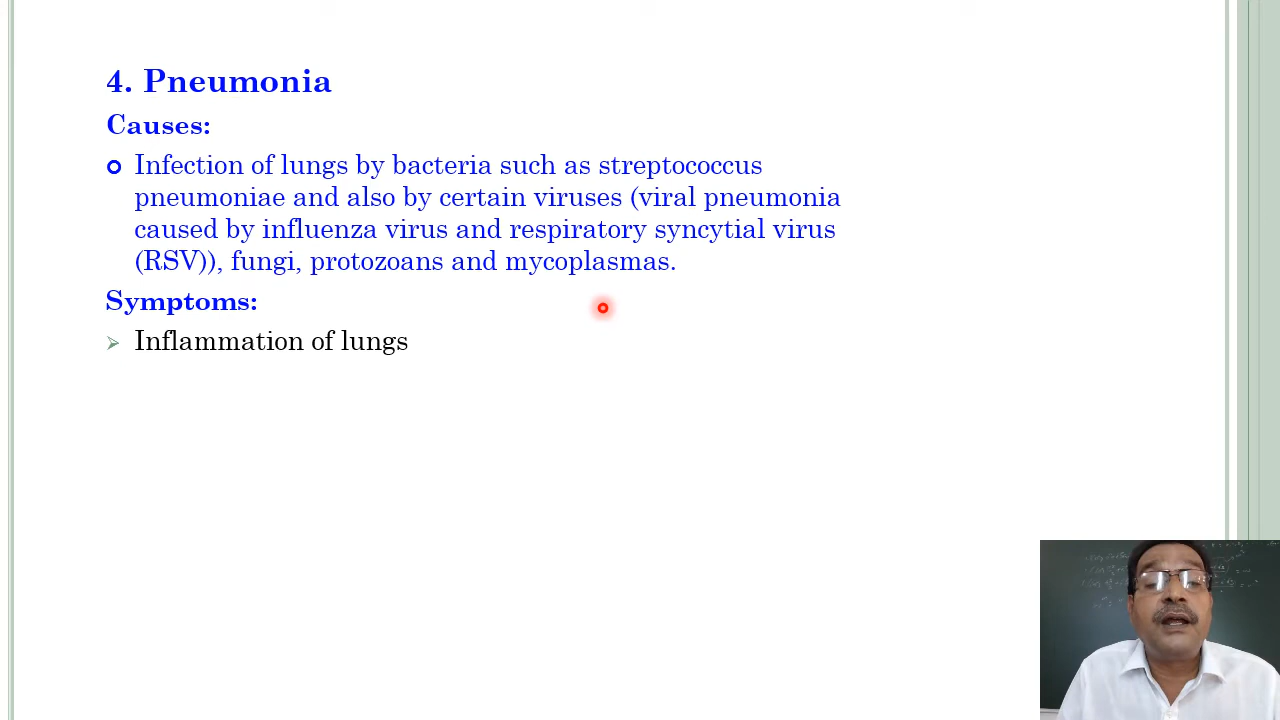 4. Pneumonia
Causes:
Infection of lungs by bacteria such as streptococcus
pneumoniae and also by certain viruses (viral pneumonia
caused by influenza virus and respiratory syncytial virus
(RSV)), fungi, protozoans and mycoplasmas.
Symptoms:
Inflammation of lungs